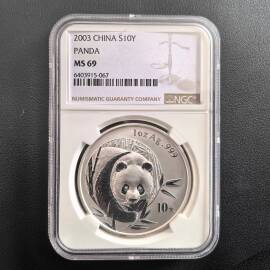 2003 CHINA S10Y
PANDA
MS 69
6403915-067
NUMISMATIC GUARANTY COMPANY
NGC
1oz Ag .999
10元